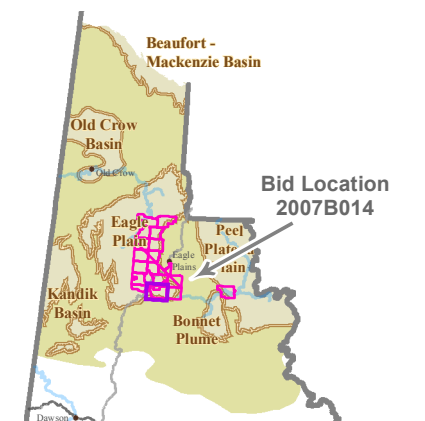 Beaufort -
Mackenzie Basin
Old Crow
Basin
Old Crow
Bid Location
2007B014
Eagle
Plain
Peel
Plateau
Plain
Eagle
Plains
Kandik
Basin
Bonnet
Plume
Dawson